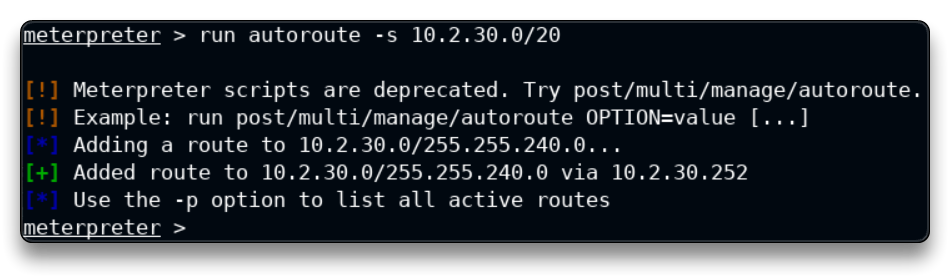 meterpreter > run autoroute -s 10.2.30.0/20
[!] Meterpreter scripts are deprecated. Try post/multi/manage/autoroute.
[!] Example: run post/multi/manage/autoroute OPTION=value [...]
[*] Adding a route to 10.2.30.0/255.255.240.0...
[+] Added route to 10.2.30.0/255.255.240.0 via 10.2.30.252
[*] Use the -p option to list all active routes
meterpreter >